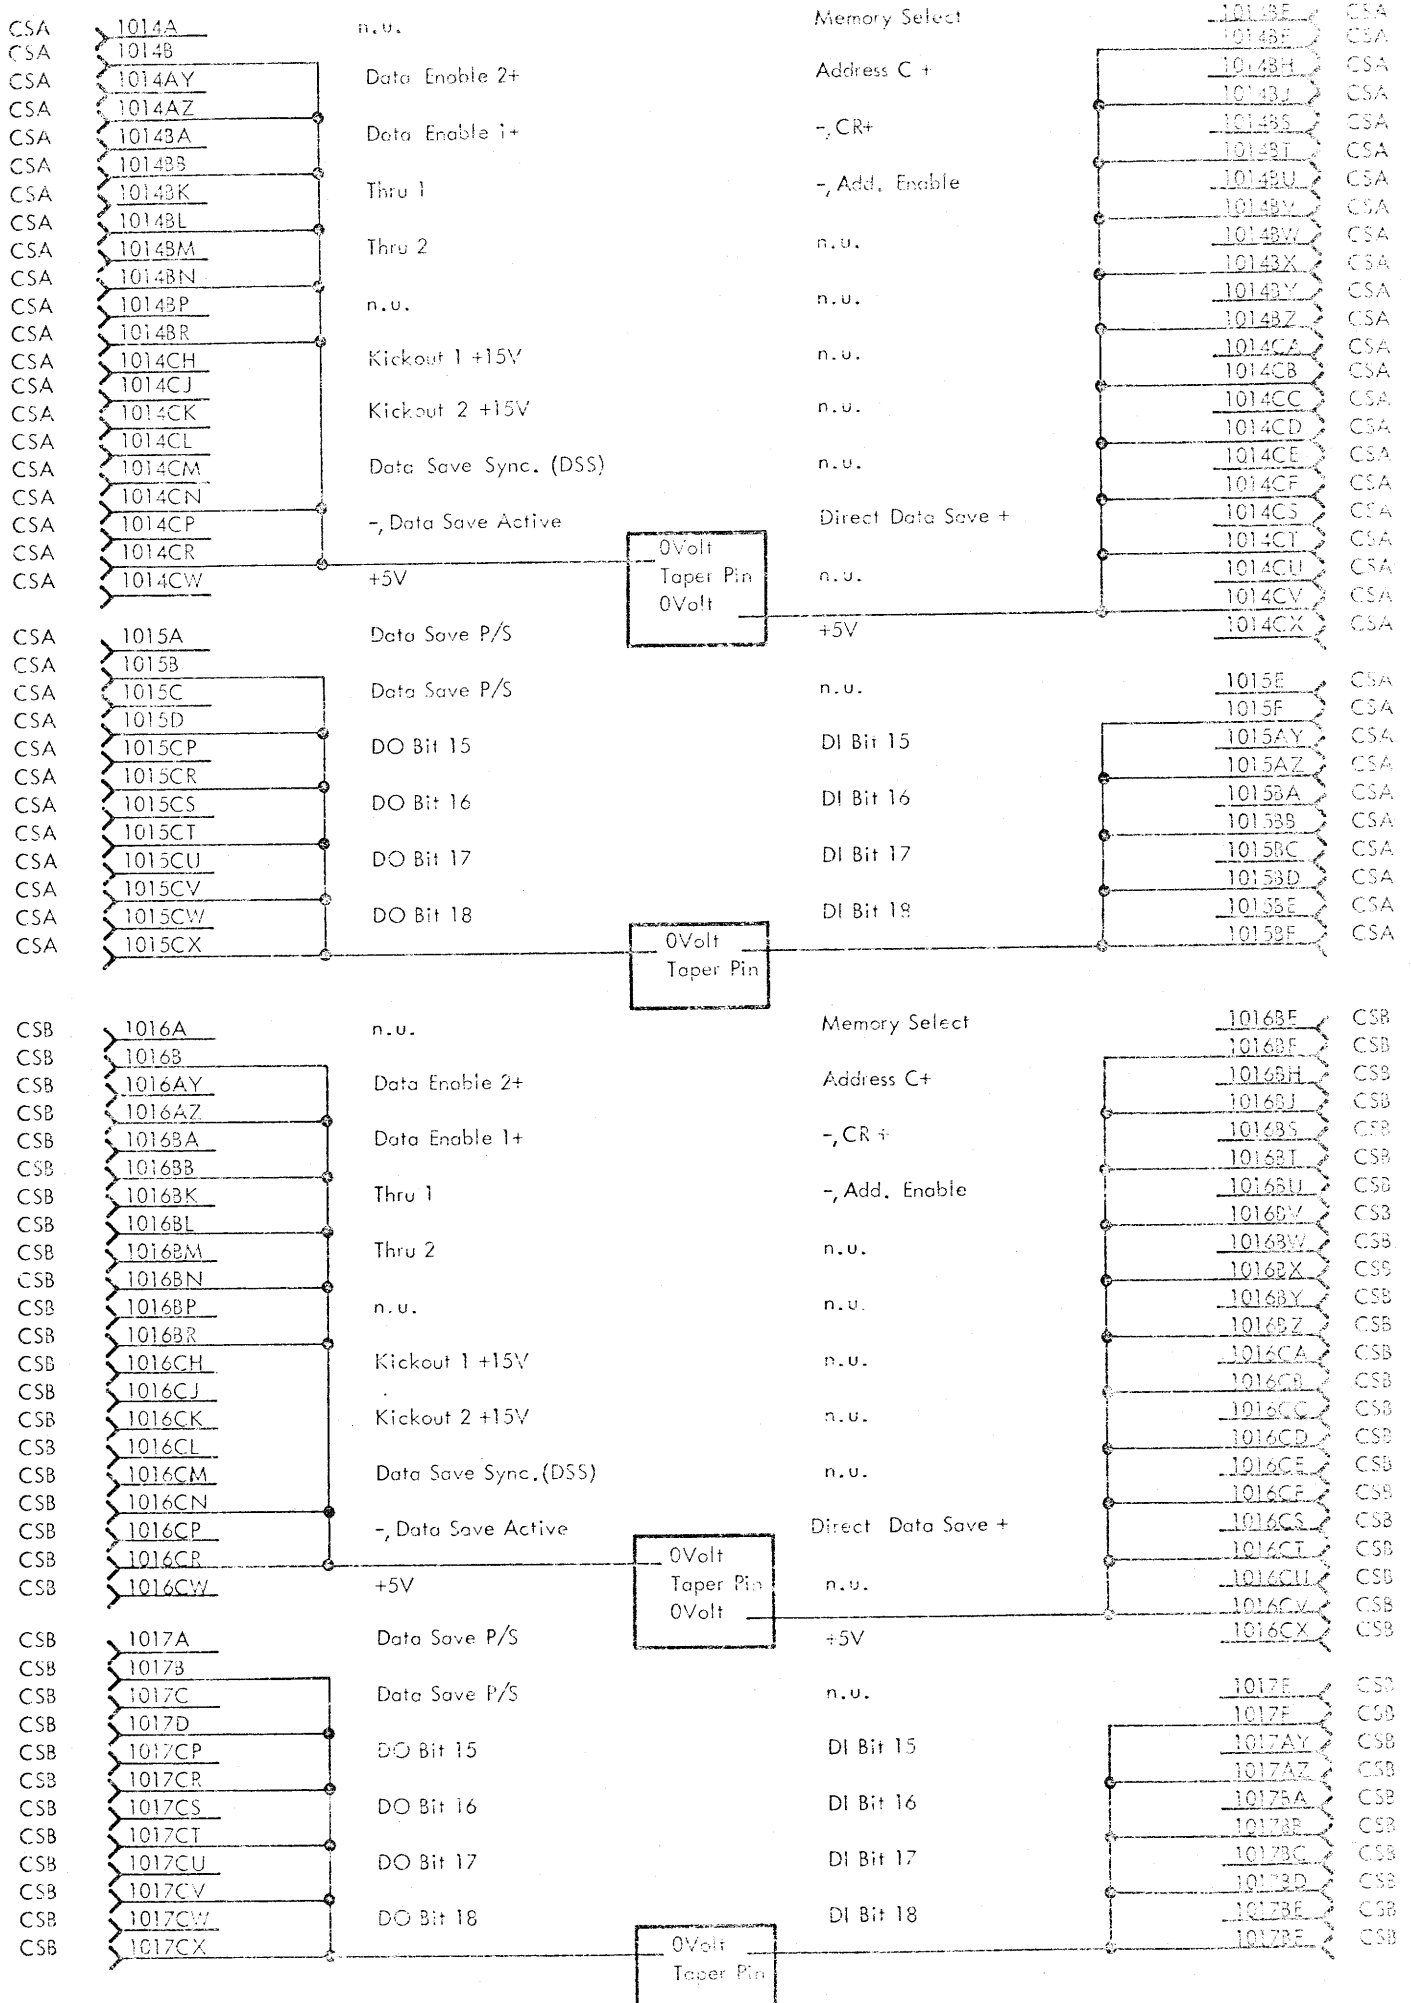 Memory Select 1014BE CSA
CSA 1014A n.u. 1014BF CSA
CSA 1014B
CSA 1014AY Data Enable 2+ Address C + 1014BH CSA
CSA 1014AZ 1014BJ CSA
CSA 1014BA Data Enable 1+ -,CR+ 1014BS CSA
CSA 1014BB 1014BT CSA
CSA 1014BK Thru 1 -,Add. Enable 1014BU CSA
CSA 1014BL 1014BV CSA
CSA 1014BM Thru 2 n.u. 1014BW CSA
CSA 1014BN 1014BX CSA
CSA 1014BP n.u. n.u. 1014BY CSA
CSA 1014BR 1014BZ CSA
CSA 1014CH Kickout 1 +15V n.u. 1014CA CSA
CSA 1014CJ 1014CB CSA
CSA 1014CK Kickout 2 +15V n.u. 1014CC CSA
CSA 1014CL 1014CD CSA
CSA 1014CM Data Save Sync. (DSS) n.u. 1014CE CSA
CSA 1014CN 1014CF CSA
CSA 1014CP -,Data Save Active Direct Data Save + 1014CS CSA
CSA 1014CR 0Volt 1014CT CSA
CSA 1014CW +5V Taper Pin n.u. 1014CU CSA
0Volt 1014CV CSA
CSA 1015A Data Save P/S +5V 1014CX CSA
CSA 1015B
CSA 1015C Data Save P/S n.u. 1015E CSA
CSA 1015D 1015F CSA
CSA 1015CP DO Bit 15 DI Bit 15 1015AY CSA
CSA 1015CR 1015AZ CSA
CSA 1015CS DO Bit 16 DI Bit 16 1015BA CSA
CSA 1015CT 1015BB CSA
CSA 1015CU DO Bit 17 DI Bit 17 1015BC CSA
CSA 1015CV 1015BD CSA
CSA 1015CW DO Bit 18 DI Bit 18 1015BE CSA
CSA 1015CX 0Volt 1015BF CSA
Taper Pin
CSB 1016A n.u. Memory Select 1016BE CSB
CSB 1016B 1016BF CSB
CSB 1016AY Data Enable 2+ Address C+ 1016BH CSB
CSB 1016AZ 1016BJ CSB
CSB 1016BA Data Enable 1+ -,CR + 1016BS CSB
CSB 1016BB 1016BT CSB
CSB 1016BK Thru 1 -,Add. Enable 1016BU CSB
CSB 1016BL 1016BV CSB
CSB 1016BM Thru 2 n.u. 1016BW CSB
CSB 1016BN 1016BX CSB
CSB 1016BP n.u. n.u. 1016BY CSB
CSB 1016BR 1016BZ CSB
CSB 1016CH Kickout 1 +15V n.u. 1016CA CSB
CSB 1016CJ 1016CB CSB
CSB 1016CK Kickout 2 +15V n.u. 1016CC CSB
CSB 1016CL 1016CD CSB
CSB 1016CM Data Save Sync.(DSS) n.u. 1016CE CSB
CSB 1016CN 1016CF CSB
CSB 1016CP -,Data Save Active Direct Data Save + 1016CS CSB
CSB 1016CR 0Volt 1016CT CSB
CSB 1016CW +5V Taper Pin n.u. 1016CU CSB
0Volt 1016CV CSB
CSB 1017A Data Save P/S +5V 1016CX CSB
CSB 1017B
CSB 1017C Data Save P/S n.u. 1017E CSB
CSB 1017D 1017F CSB
CSB 1017CP DO Bit 15 DI Bit 15 1017AY CSB
CSB 1017CR 1017AZ CSB
CSB 1017CS DO Bit 16 DI Bit 16 1017BA CSB
CSB 1017CT 1017BB CSB
CSB 1017CU DO Bit 17 DI Bit 17 1017BC CSB
CSB 1017CV 1017BD CSB
CSB 1017CW DO Bit 18 DI Bit 18 1017BE CSB
CSB 1017CX 0Volt 1017BF CSB
Taper Pin